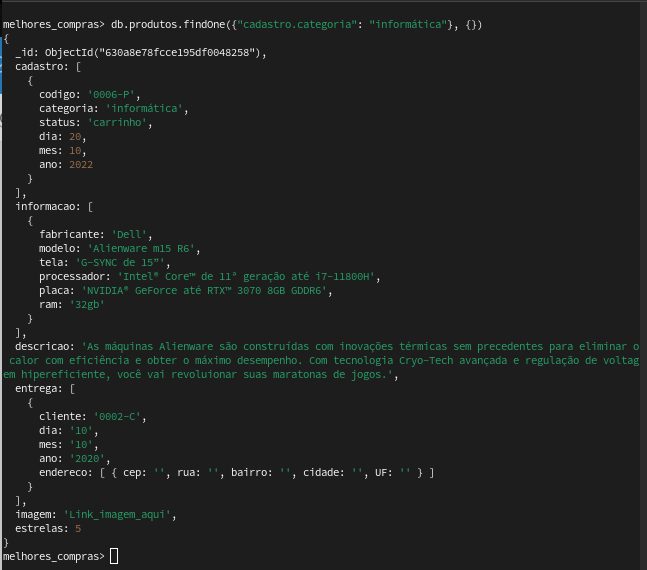 melhores_compras> db.produtos.findOne({"cadastro.categoria": "informática"}, {})
{
  _id: ObjectId("630a8e78fcce195df0048258"),
  cadastro: [
    {
      codigo: '0006-P',
      categoria: 'informática',
      status: 'carrinho',
      dia: 20,
      mes: 10,
      ano: 2022
    }
  ],
  informacao: [
    {
      fabricante: 'Dell',
      modelo: 'Alienware m15 R6',
      tela: 'G-SYNC de 15”',
      processador: 'Intel® Core™ de 11ª geração até i7-11800H',
      placa: 'NVIDIA® GeForce até RTX™ 3070 8GB GDDR6',
      ram: '32gb'
    }
  ],
  descricao: 'As máquinas Alienware são construídas com inovações térmicas sem precedentes para eliminar o
 calor com eficiência e obter o máximo desempenho. Com tecnologia Cryo-Tech avançada e regulação de voltag
em hipereficiente, você vai revoluionar suas maratonas de jogos.',
  entrega: [
    {
      cliente: '0002-C',
      dia: '10',
      mes: '10',
      ano: '2020',
      endereco: [ { cep: '', rua: '', bairro: '', cidade: '', UF: '' } ]
    }
  ],
  imagem: 'Link_imagem_aqui',
  estrelas: 5
}
melhores_compras>